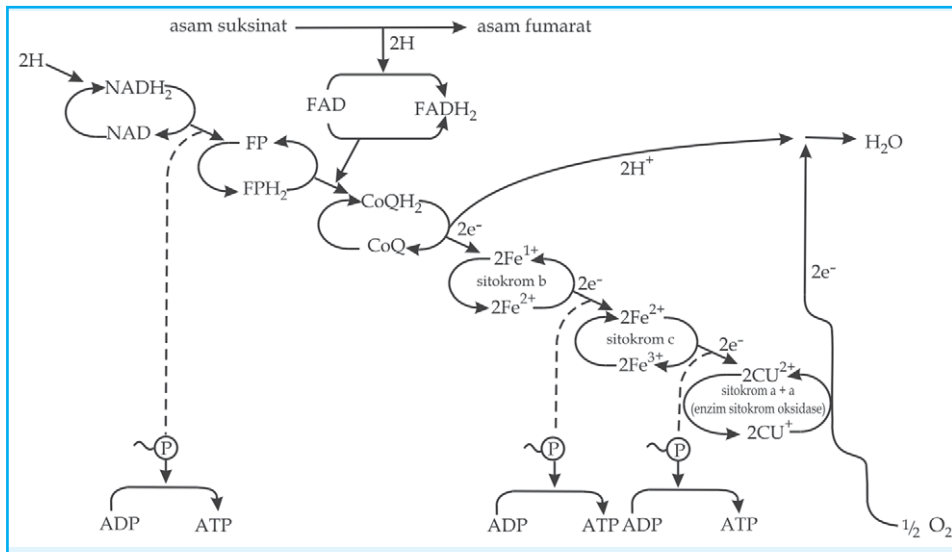 asam suksinat asam fumarat
2H
2H
NADH₂
FAD FADH₂
NAD FP
H₂O
2H⁺
FPH₂
CoQH₂
2e⁻
CoQ
2Fe¹⁺
sitokrom b 2e⁻
2e⁻
2Fe²⁺
2Fe²⁺
sitokrom c 2e⁻
2Fe³⁺
2CU²⁺
sitokrom a + a
(enzim sitokrom oksidase)
2CU⁺
P P P
ADP ATP ADP ATP ADP ATP
½ O₂